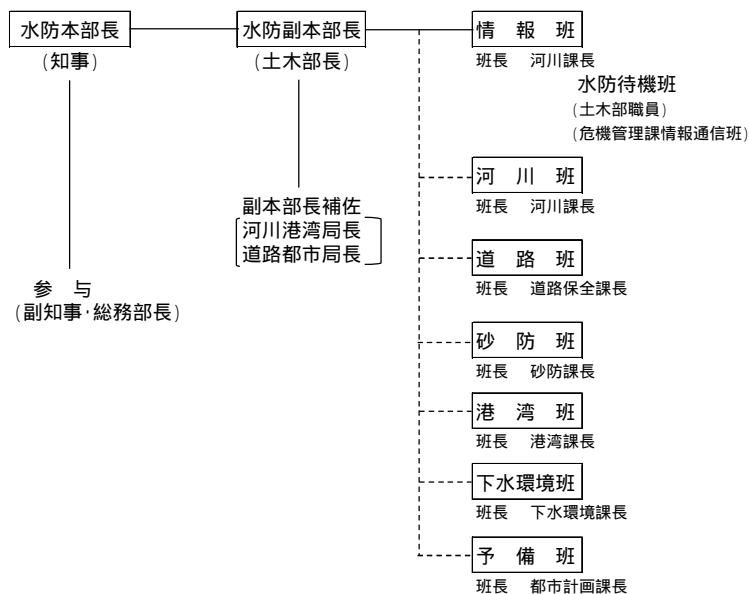 水防本部長
(知事)
水防副本部長
(土木部長)
副本部長補佐
河川港湾局長
道路都市局長
参 与
(副知事・総務部長)
情 報 班
班長 河川課長
水防待機班
(土木部職員)
(危機管理課情報通信班)
河 川 班
班長 河川課長
道 路 班
班長 道路保全課長
砂 防 班
班長 砂防課長
港 湾 班
班長 港湾課長
下水環境班
班長 下水環境課長
予 備 班
班長 都市計画課長